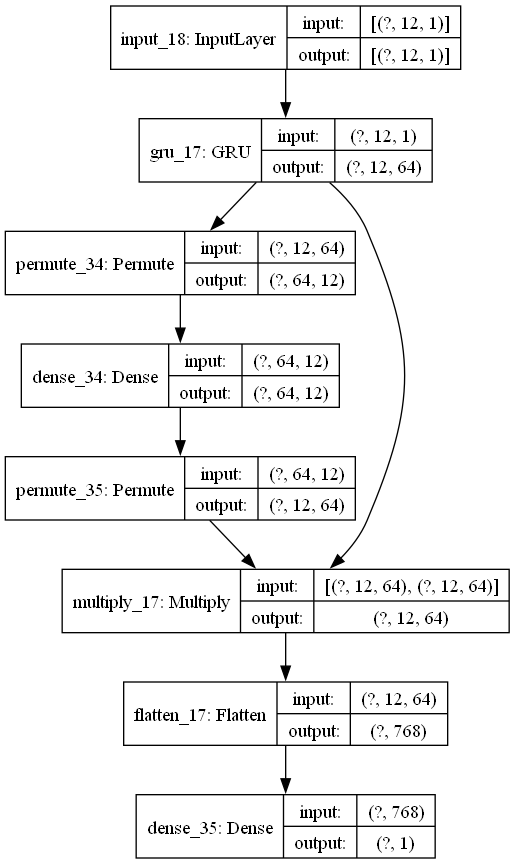 input_18: InputLayer
input: [(?, 12, 1)]
output: [(?, 12, 1)]
gru_17: GRU
input: (?, 12, 1)
output: (?, 12, 64)
permute_34: Permute
input: (?, 12, 64)
output: (?, 64, 12)
dense_34: Dense
input: (?, 64, 12)
output: (?, 64, 12)
permute_35: Permute
input: (?, 64, 12)
output: (?, 12, 64)
multiply_17: Multiply
input: [(?, 12, 64), (?, 12, 64)]
output: (?, 12, 64)
flatten_17: Flatten
input: (?, 12, 64)
output: (?, 768)
dense_35: Dense
input: (?, 768)
output: (?, 1)